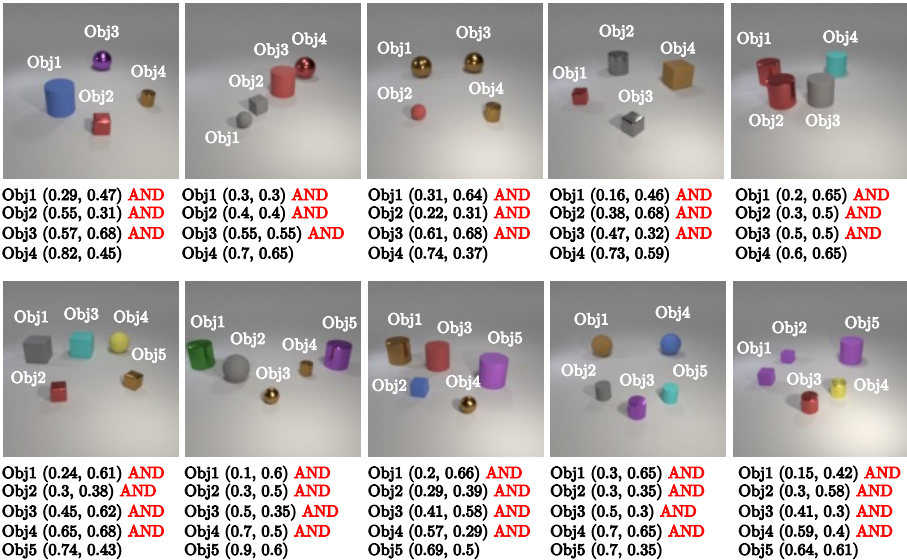 Obj1
Obj3
Obj2
Obj4
Obj1 (0.29, 0.47) AND
Obj2 (0.55, 0.31) AND
Obj3 (0.57, 0.68) AND
Obj4 (0.82, 0.45)
Obj4
Obj3
Obj2
Obj1
Obj1 (0.3, 0.3) AND
Obj2 (0.4, 0.4) AND
Obj3 (0.55, 0.55) AND
Obj4 (0.7, 0.65)
Obj1
Obj3
Obj2
Obj4
Obj1 (0.31, 0.64) AND
Obj2 (0.22, 0.31) AND
Obj3 (0.61, 0.68) AND
Obj4 (0.74, 0.37)
Obj2
Obj4
Obj1
Obj3
Obj1 (0.16, 0.46) AND
Obj2 (0.38, 0.68) AND
Obj3 (0.47, 0.32) AND
Obj4 (0.73, 0.59)
Obj1
Obj4
Obj2
Obj3
Obj1 (0.2, 0.65) AND
Obj2 (0.3, 0.5) AND
Obj3 (0.5, 0.5) AND
Obj4 (0.6, 0.65)
Obj1
Obj3
Obj4
Obj2
Obj5
Obj1 (0.24, 0.61) AND
Obj2 (0.3, 0.38) AND
Obj3 (0.45, 0.62) AND
Obj4 (0.65, 0.68) AND
Obj5 (0.74, 0.43)
Obj1
Obj5
Obj2
Obj4
Obj3
Obj1 (0.1, 0.6) AND
Obj2 (0.3, 0.5) AND
Obj3 (0.5, 0.35) AND
Obj4 (0.7, 0.5) AND
Obj5 (0.9, 0.6)
Obj1
Obj3
Obj5
Obj2
Obj4
Obj1 (0.2, 0.66) AND
Obj2 (0.29, 0.39) AND
Obj3 (0.41, 0.58) AND
Obj4 (0.57, 0.29) AND
Obj5 (0.69, 0.5)
Obj1
Obj4
Obj2
Obj3
Obj5
Obj1 (0.3, 0.65) AND
Obj2 (0.3, 0.35) AND
Obj3 (0.5, 0.3) AND
Obj4 (0.7, 0.65) AND
Obj5 (0.7, 0.35)
Obj2
Obj5
Obj1
Obj3
Obj4
Obj1 (0.15, 0.42) AND
Obj2 (0.3, 0.58) AND
Obj3 (0.41, 0.3) AND
Obj4 (0.59, 0.4) AND
Obj5 (0.64, 0.61)